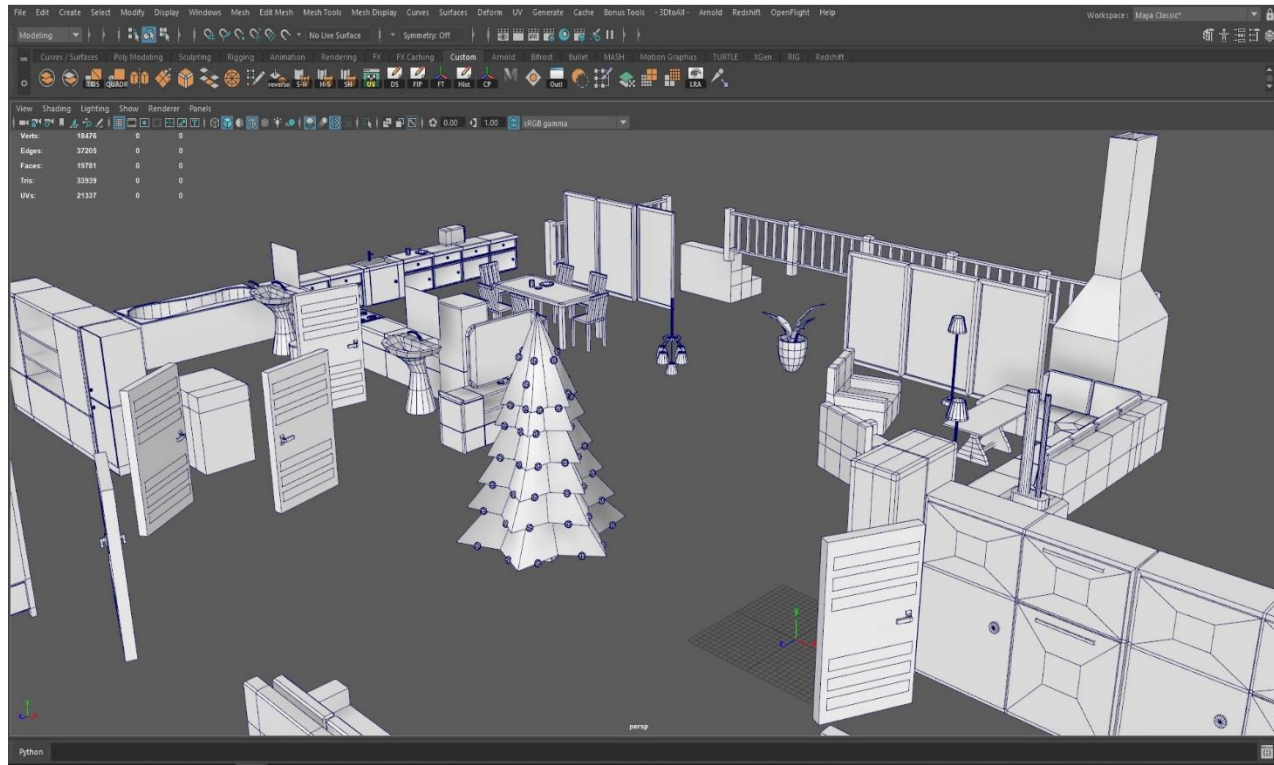 File Edit Create Select Modify Display Windows Mesh Edit Mesh Mesh Tools Mesh Display Curves Surfaces Deform UV Generate Cache Bonus Tools - 3DtoAll - Arnold Redshift OpenFlight Help Workspace : Maya Classic*
Modeling No Live Surface Symmetry: Off
Curves / Surfaces Poly Modeling Sculpting Rigging Animation Rendering FX FX Caching Custom Arnold Bifrost Bullet MASH Motion Graphics TURTLE XGen RIG Redshift
TRIS QUADR reverse S-W H-S SH UV DS FIP FT Hist CP Outl LRA
View Shading Lighting Show Renderer Panels
0.00 1.00 sRGB gamma
Verts: 18476 0 0
Edges: 37205 0 0
Faces: 19781 0 0
Tris: 33939 0 0
UVs: 21337 0 0
persp
Python